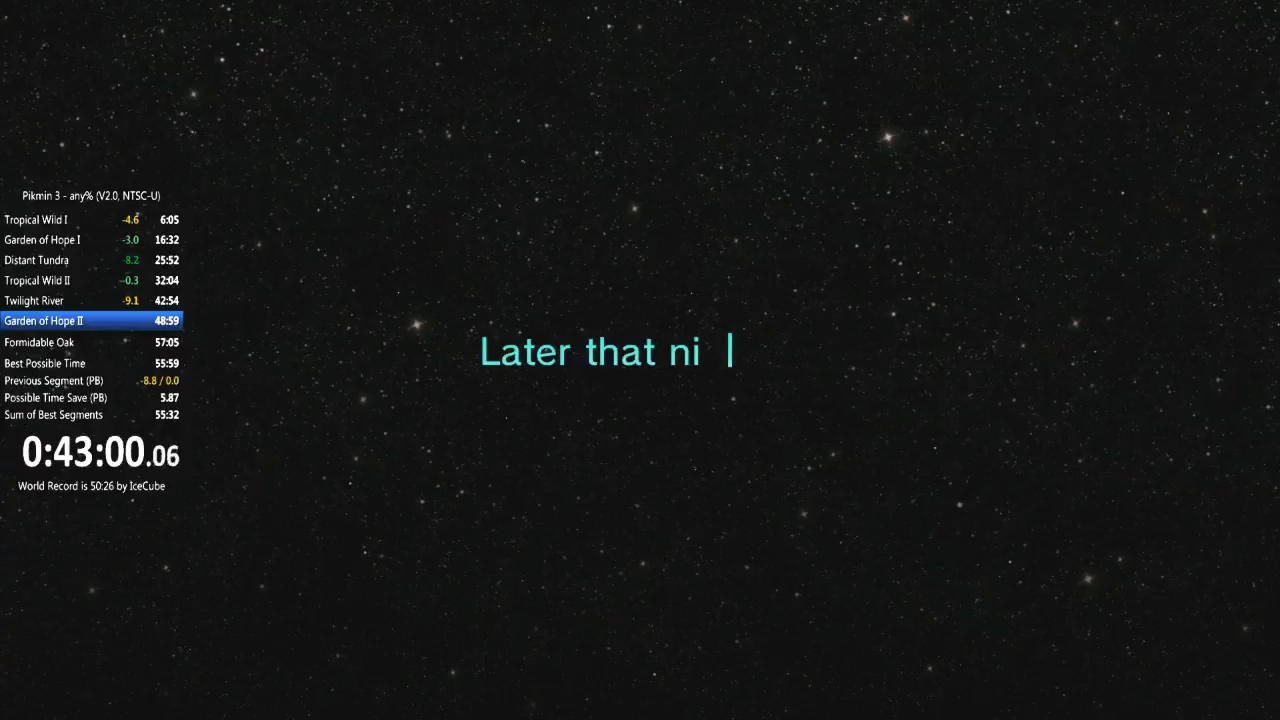 Pikmin 3 - any% (V2.0, NTSC-U)
Tropical Wild I -4.6 6:05
Garden of Hope I -3.0 16:32
Distant Tundra -8.2 25:52
Tropical Wild II -0.3 32:04
Twilight River -9.1 42:54
Garden of Hope II 48:59
Formidable Oak 57:05
Best Possible Time 55:59
Previous Segment (PB) -8.8 / 0.0
Possible Time Save (PB) 5.87
Sum of Best Segments 55:32
0:43:00.06
World Record is 50:26 by IceCube
Later that ni |